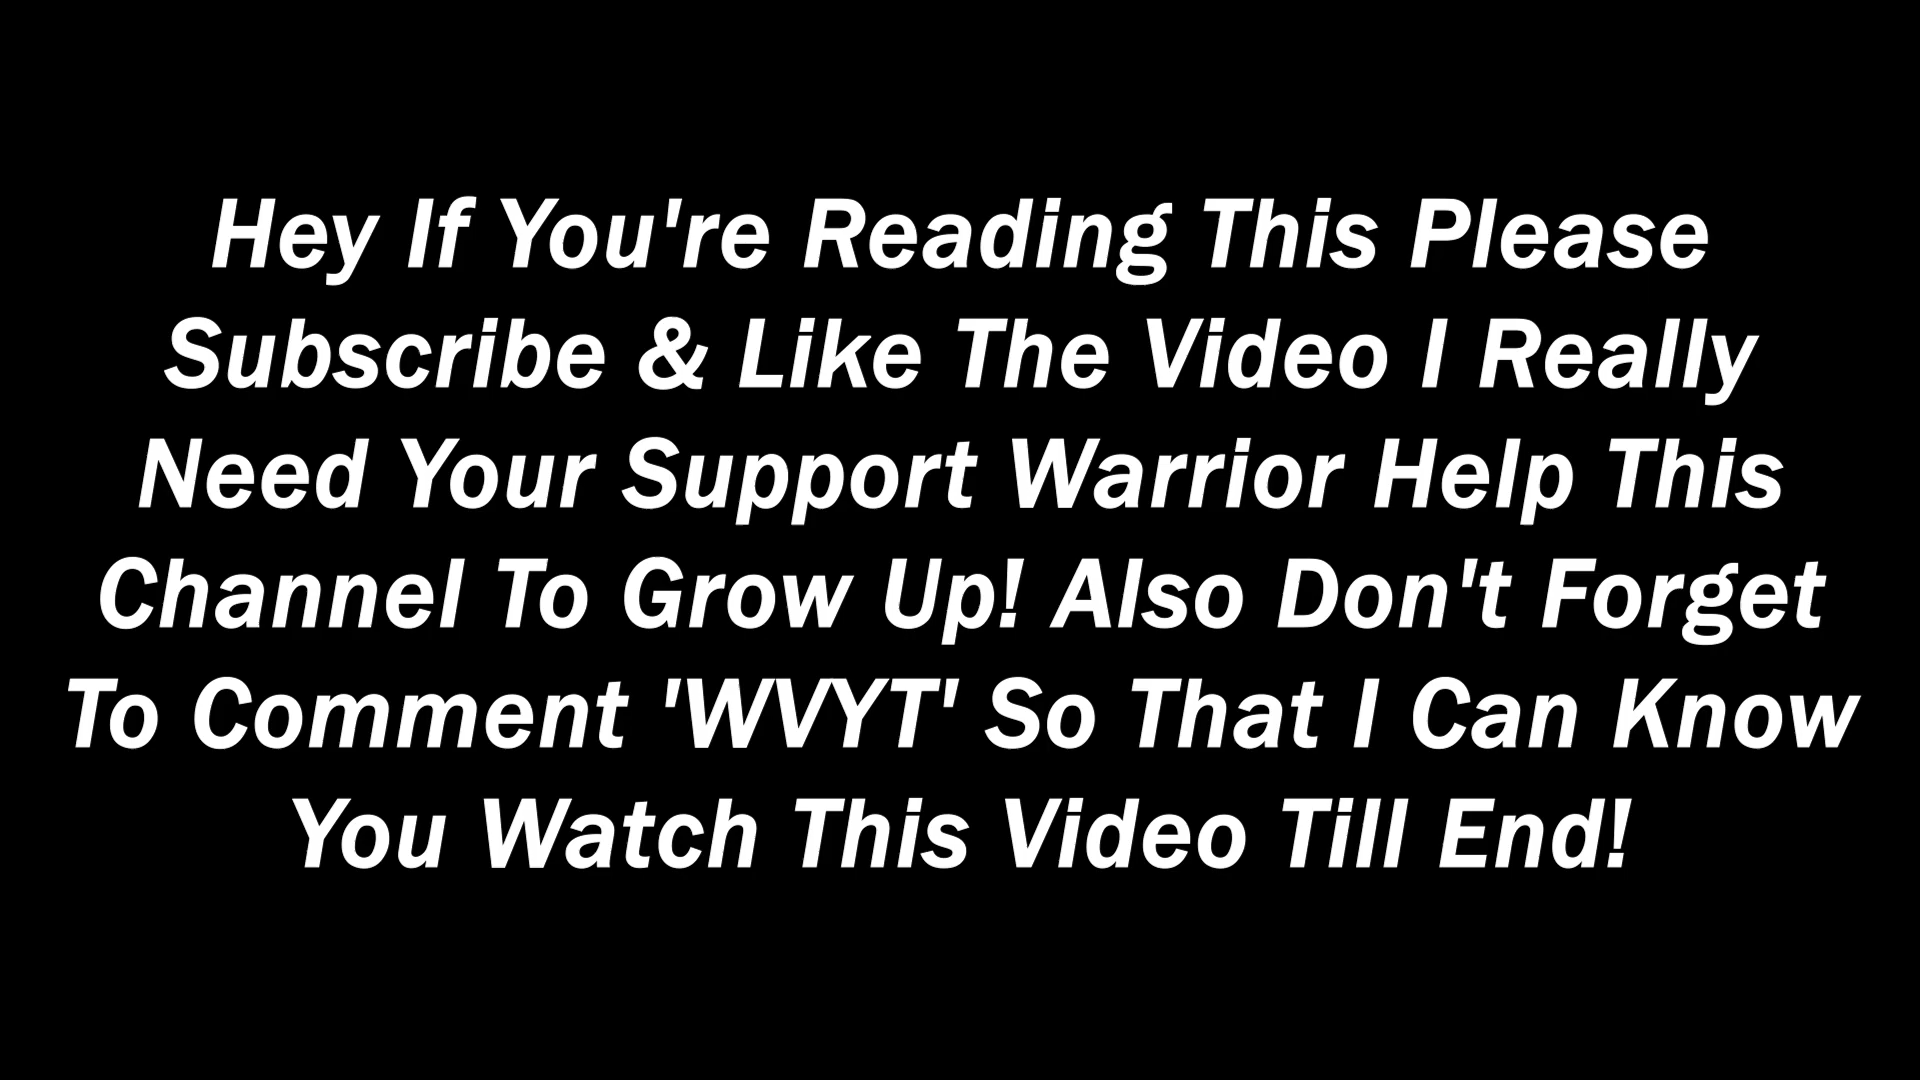 Hey If You're Reading This Please
Subscribe & Like The Video I Really
Need Your Support Warrior Help This
Channel To Grow Up! Also Don't Forget
To Comment 'WVYT' So That I Can Know
You Watch This Video Till End!